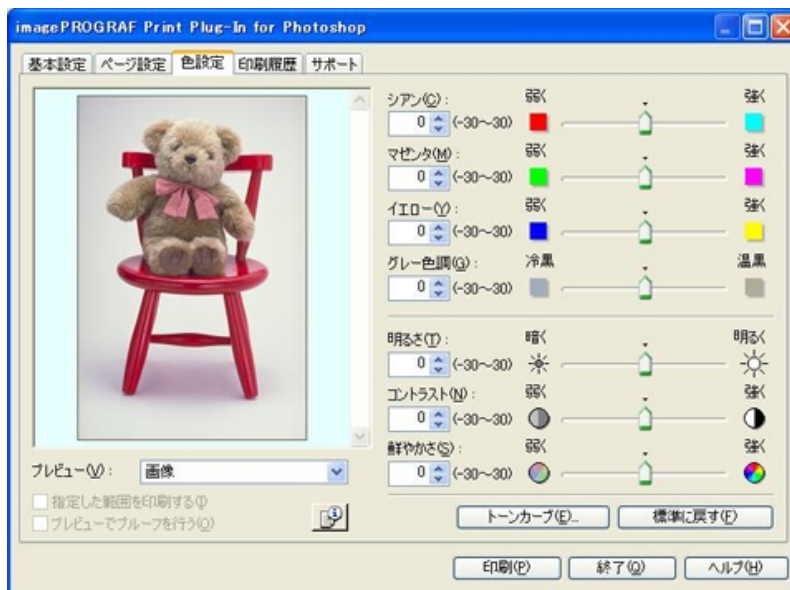 imagePROGRAF Print Plug-In for Photoshop
基本設定 ページ設定 色設定 印刷履歴 サポート
シアン(C): 弱く 強く
0 (-30～30)
マゼンタ(M): 弱く 強く
0 (-30～30)
イエロー(Y): 弱く 強く
0 (-30～30)
グレー色調(G): 冷黒 温黒
0 (-30～30)
明るさ(T): 暗く 明るく
0 (-30～30)
コントラスト(N): 弱く 強く
0 (-30～30)
鮮やかさ(S): 弱く 強く
0 (-30～30)
プレビュー(V): 画像
指定した範囲を印刷する(I)
プレビューでプルーフを行う(O)
トーンカーブ(E)... 標準に戻す(F)
印刷(P) 終了(Q) ヘルプ(H)